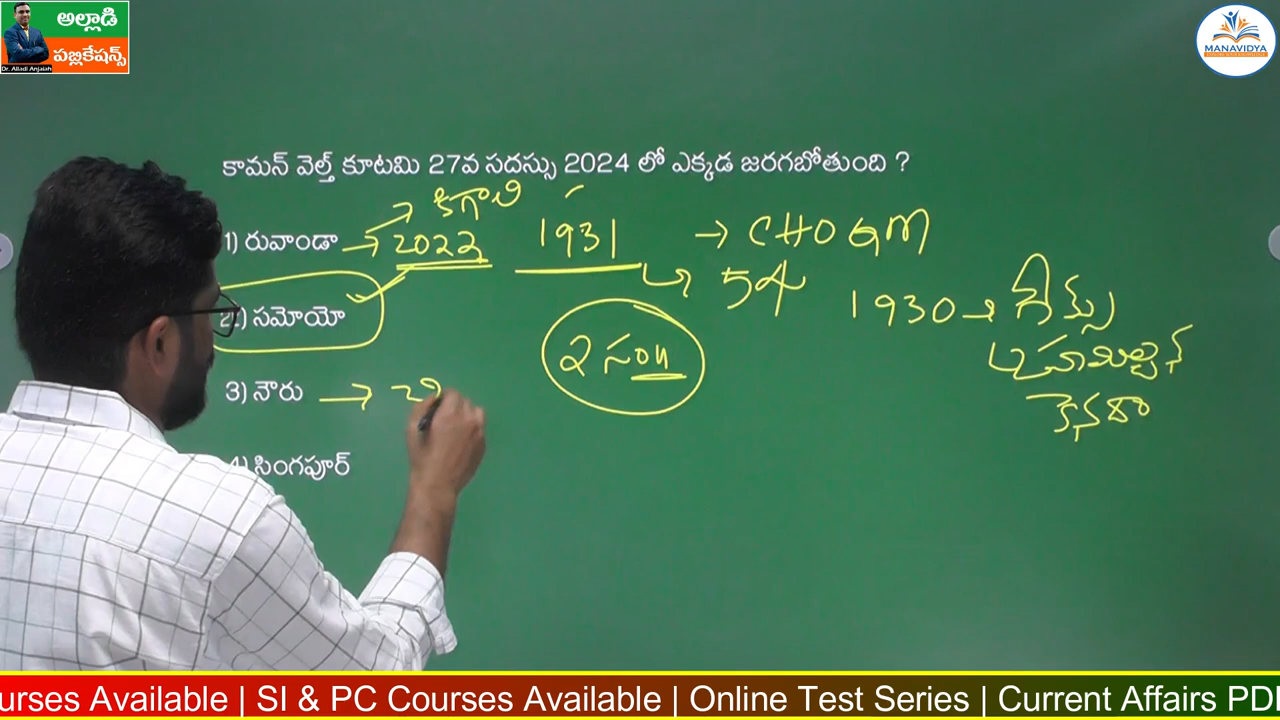 అల్లాడి
పబ్లికేషన్స్
Dr. Alladi Anjaiah
MANAVIDYA
కామన్ వెల్త్ కూటమి 27వ సదస్సు 2024 లో ఎక్కడ జరగబోతుంది ?
కిగాలి
1) రువాండా → 2022 1931 → CHOGM
2) సమోయో
54
1930 → గేమ్స్
హామిల్టన్
కెనడా
2 సం॥
3) నౌరు →
4) సింగపూర్
urses Available | SI & PC Courses Available | Online Test Series | Current Affairs PD